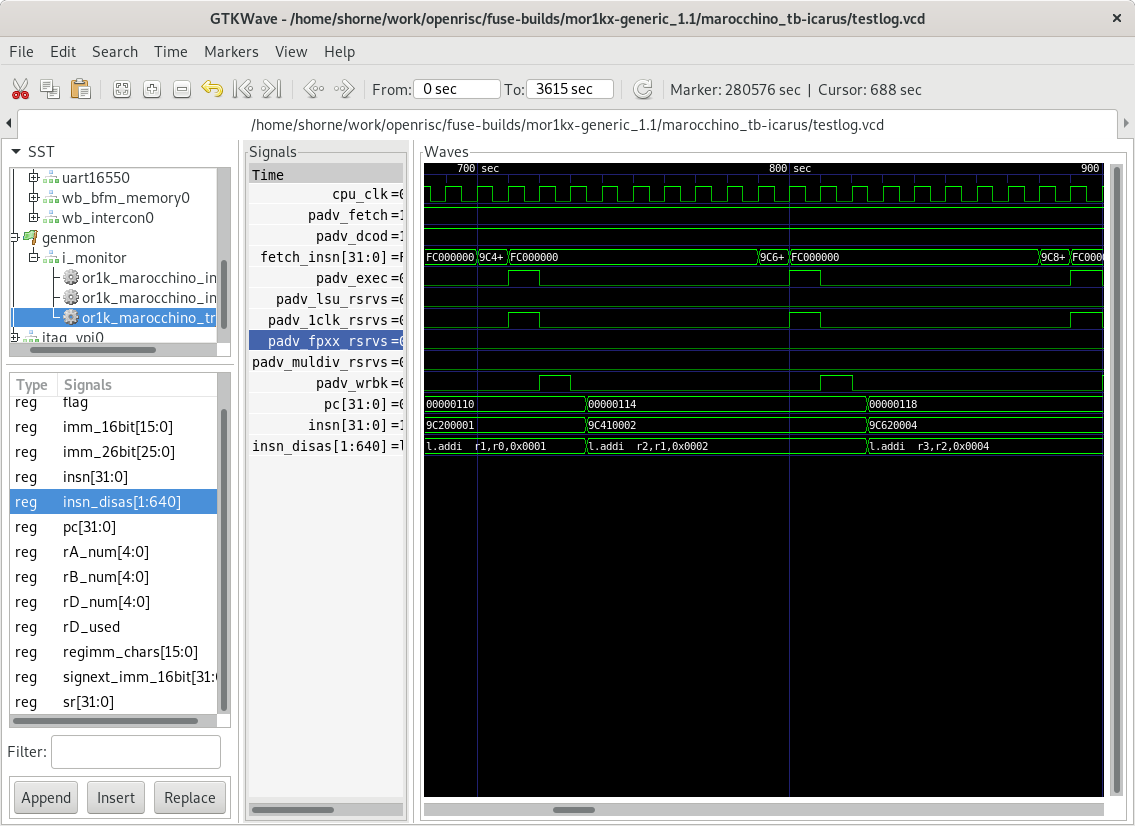 GTKWave - /home/shorne/work/openrisc/fuse-builds/mor1kx-generic_1.1/marocchino_tb-icarus/testlog.vcd
File Edit Search Time Markers View Help
From: 0 sec To: 3615 sec Marker: 280576 sec | Cursor: 688 sec
/home/shorne/work/openrisc/fuse-builds/mor1kx-generic_1.1/marocchino_tb-icarus/testlog.vcd
SST
uart16550
wb_bfm_memory0
wb_intercon0
genmon
i_monitor
or1k_marocchino_in
or1k_marocchino_in
or1k_marocchino_tr
jtag_vpi0
Type Signals
reg flag
reg imm_16bit[15:0]
reg imm_26bit[25:0]
reg insn[31:0]
reg insn_disas[1:640]
reg pc[31:0]
reg rA_num[4:0]
reg rB_num[4:0]
reg rD_num[4:0]
reg rD_used
reg regimm_chars[15:0]
reg signext_imm_16bit[31:
reg sr[31:0]
Filter:
Append Insert Replace
Signals
Time
cpu_clk=0
padv_fetch=1
padv_dcod=1
fetch_insn[31:0]=F
padv_exec=0
padv_lsu_rsrvs=0
padv_1clk_rsrvs=0
padv_fpxx_rsrvs=0
padv_muldiv_rsrvs=0
padv_wrbk=0
pc[31:0]=0
insn[31:0]=1
insn_disas[1:640]=l
Waves
700 sec 800 sec 900
FC000000 9C4+ FC000000 9C6+ FC000000 9C8+ FC0000
00000110 00000114 00000118
9C200001 9C410002 9C620004
l.addi r1,r0,0x0001 l.addi r2,r1,0x0002 l.addi r3,r2,0x0004